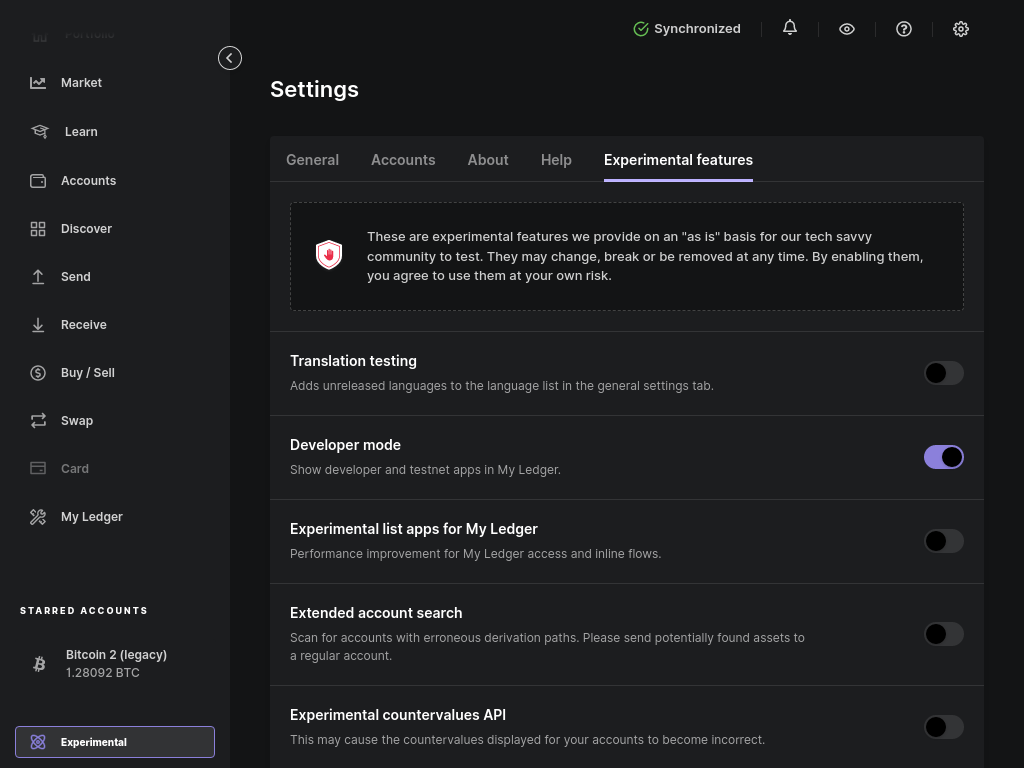 Synchronized
Market
Learn
Accounts
Discover
Send
Receive
Buy / Sell
Swap
Card
My Ledger
STARRED ACCOUNTS
Bitcoin 2 (legacy)
1.28092 BTC
Experimental
Settings
General Accounts About Help Experimental features
These are experimental features we provide on an "as is" basis for our tech savvy
community to test. They may change, break or be removed at any time. By enabling them,
you agree to use them at your own risk.
Translation testing
Adds unreleased languages to the language list in the general settings tab.
Developer mode
Show developer and testnet apps in My Ledger.
Experimental list apps for My Ledger
Performance improvement for My Ledger access and inline flows.
Extended account search
Scan for accounts with erroneous derivation paths. Please send potentially found assets to
a regular account.
Experimental countervalues API
This may cause the countervalues displayed for your accounts to become incorrect.